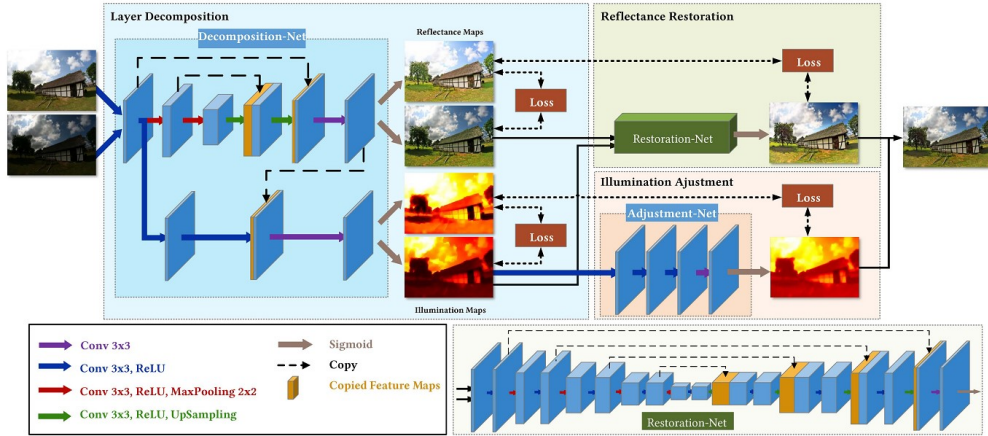 Layer Decomposition
Decomposition-Net
Reflectance Maps
Loss
Loss
Illumination Maps
Reflectance Restoration
Loss
Restoration-Net
Illumination Ajustment
Adjustment-Net
Loss
Conv 3x3
Conv 3x3, ReLU
Conv 3x3, ReLU, MaxPooling 2x2
Conv 3x3, ReLU, UpSampling
Sigmoid
Copy
Copied Feature Maps
Restoration-Net